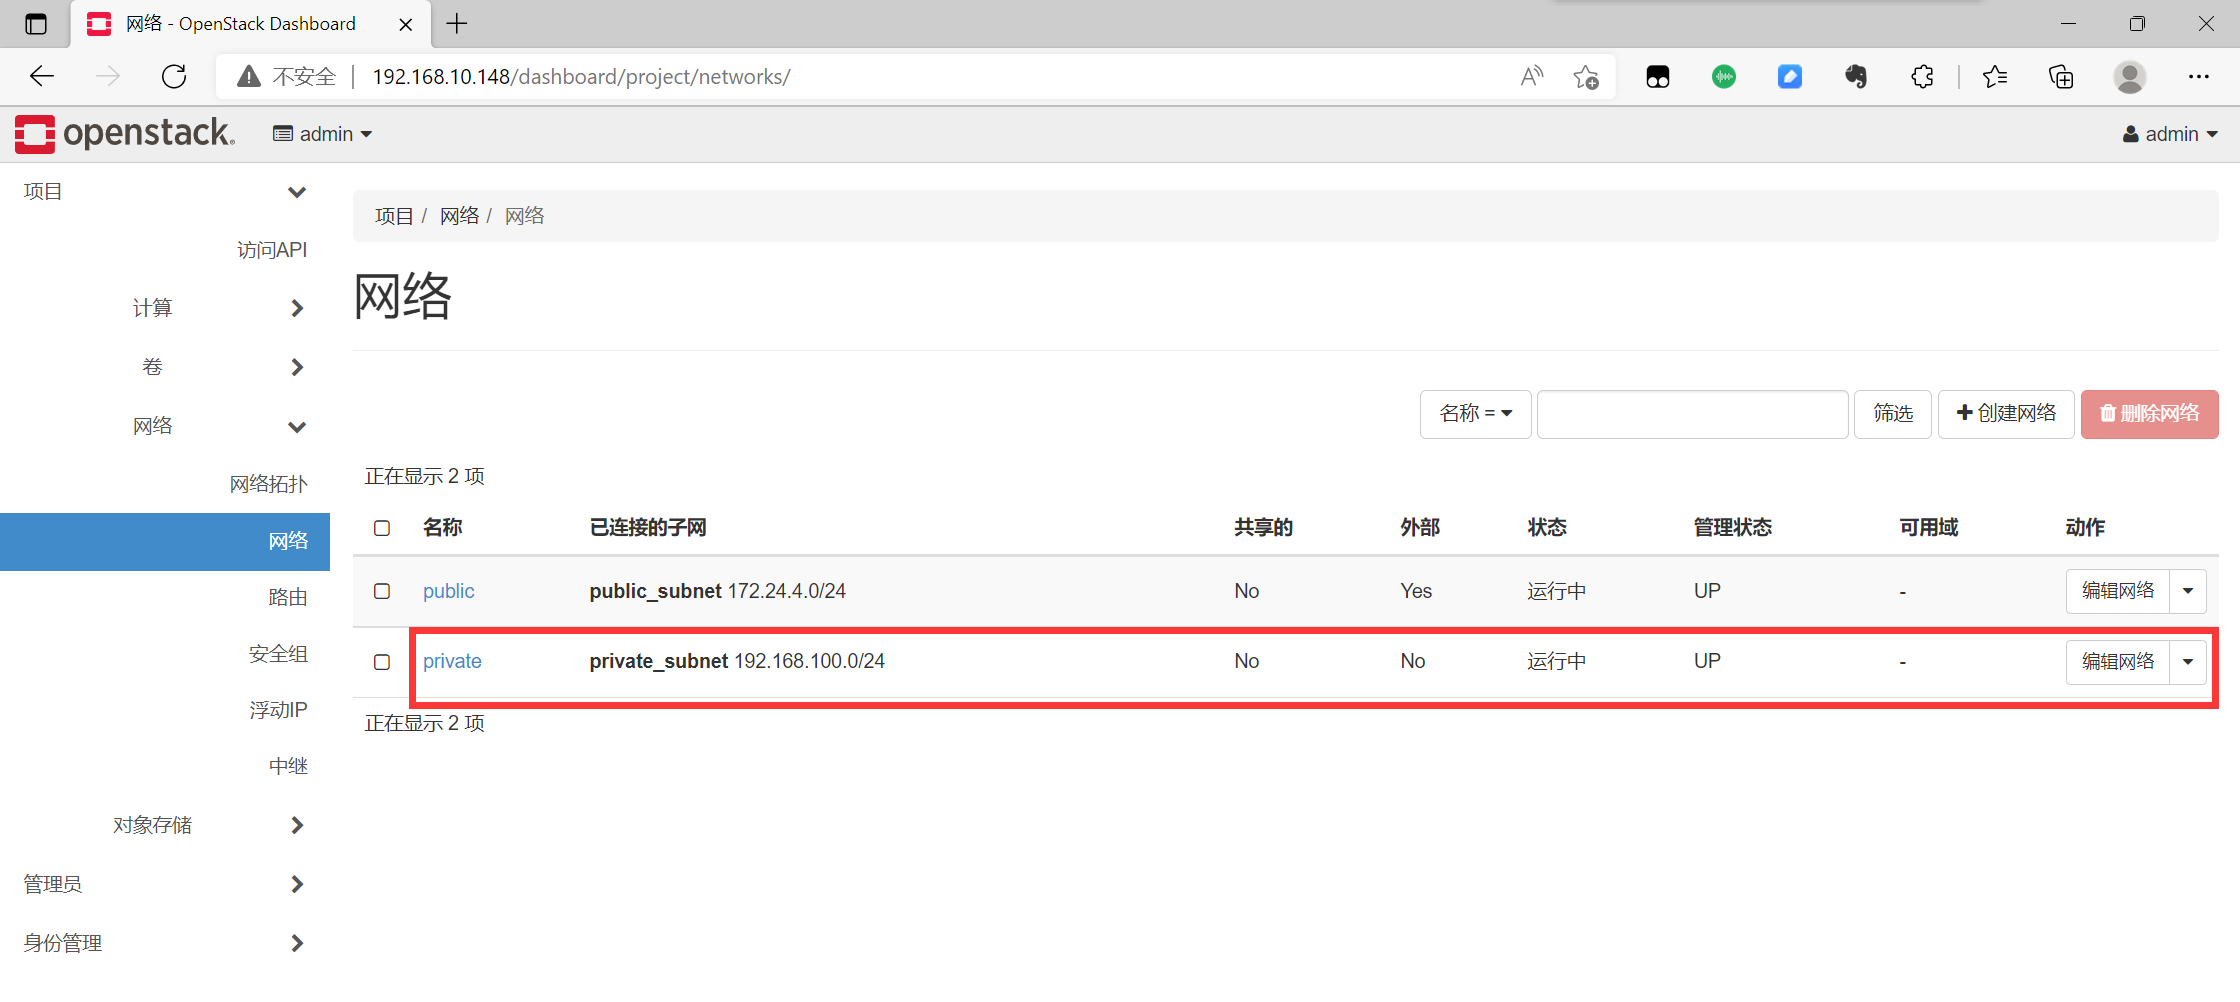 网络 - OpenStack Dashboard
不安全 192.168.10.148/dashboard/project/networks/
openstack. admin admin
项目
访问API
计算
卷
网络
网络拓扑
网络
路由
安全组
浮动IP
中继
对象存储
管理员
身份管理
项目 / 网络 / 网络
网络
名称 = 筛选 创建网络 删除网络
正在显示 2 项
名称 已连接的子网 共享的 外部 状态 管理状态 可用域 动作
public public_subnet 172.24.4.0/24 No Yes 运行中 UP - 编辑网络
private private_subnet 192.168.100.0/24 No No 运行中 UP - 编辑网络
正在显示 2 项